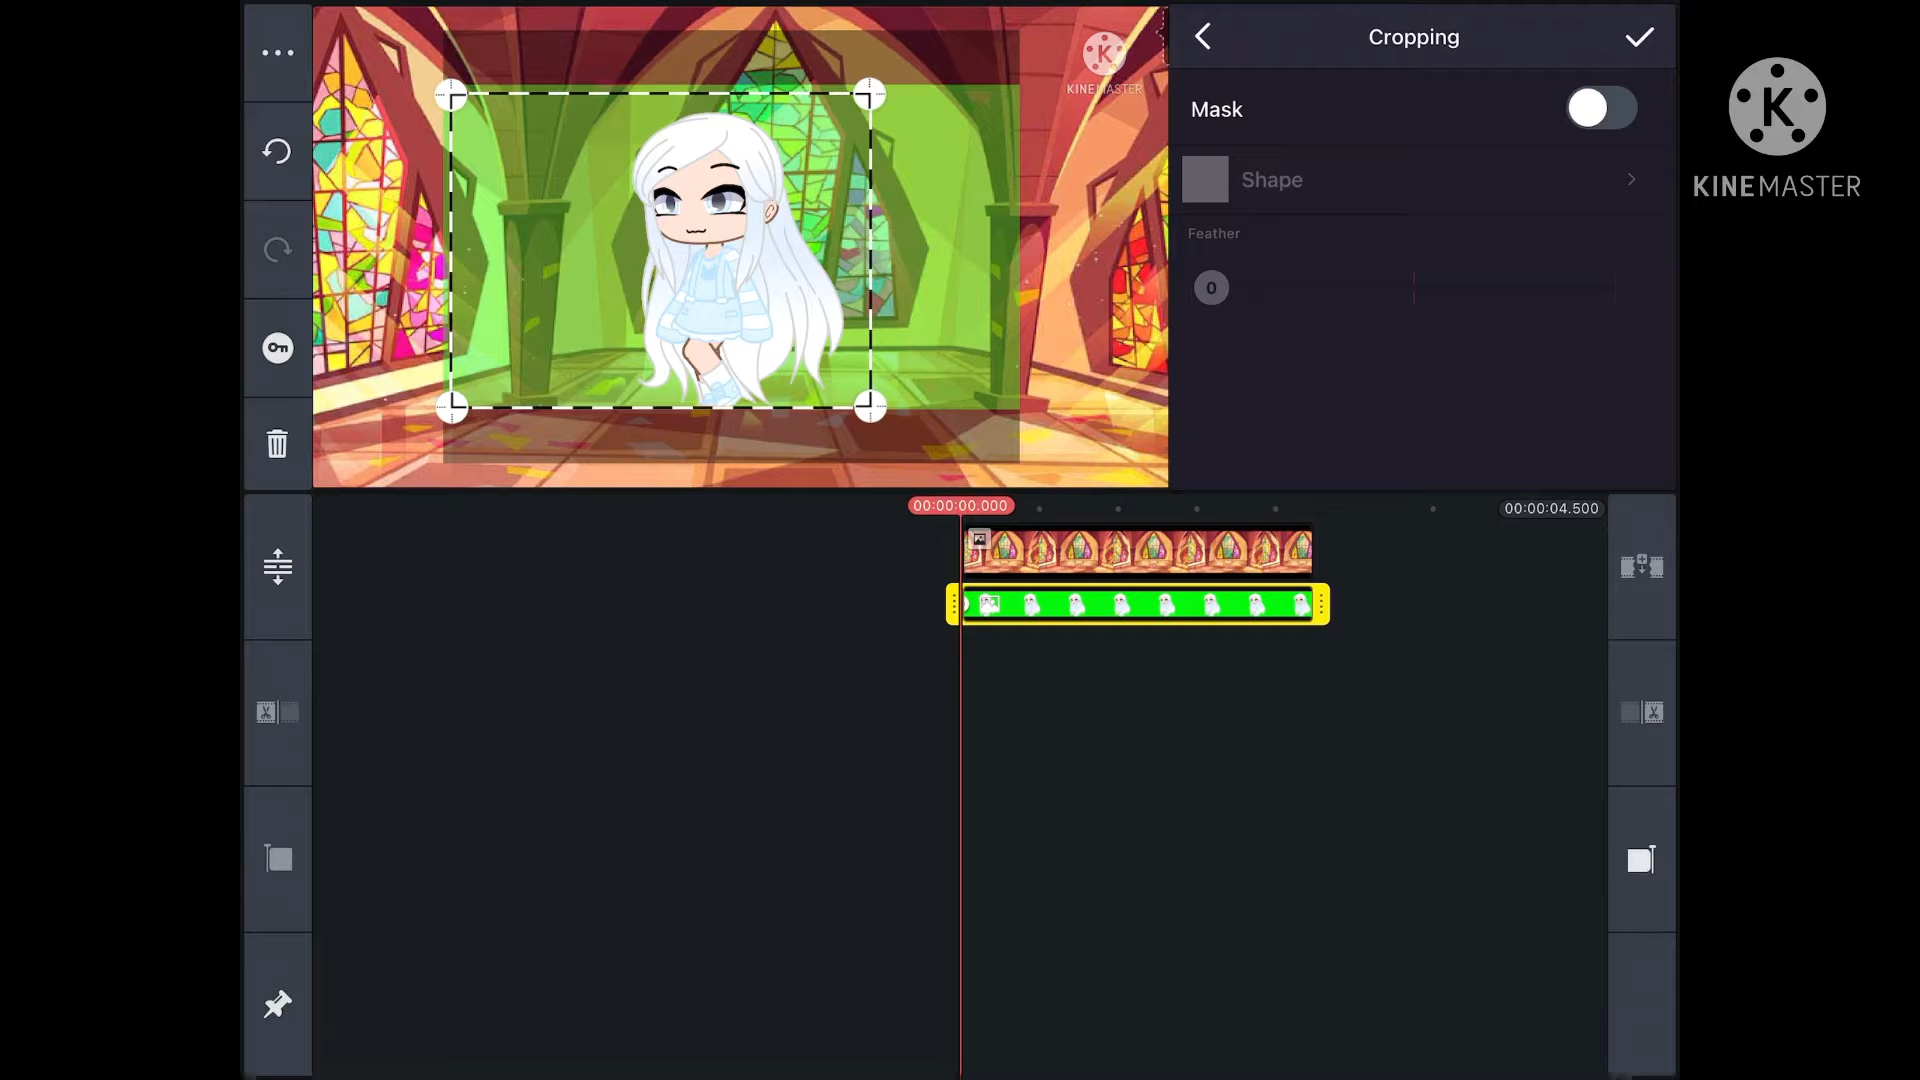 KINEMASTER
Cropping
Mask
Shape
Feather
0
K
KINEMASTER
00:00:00.000
00:00:04.500